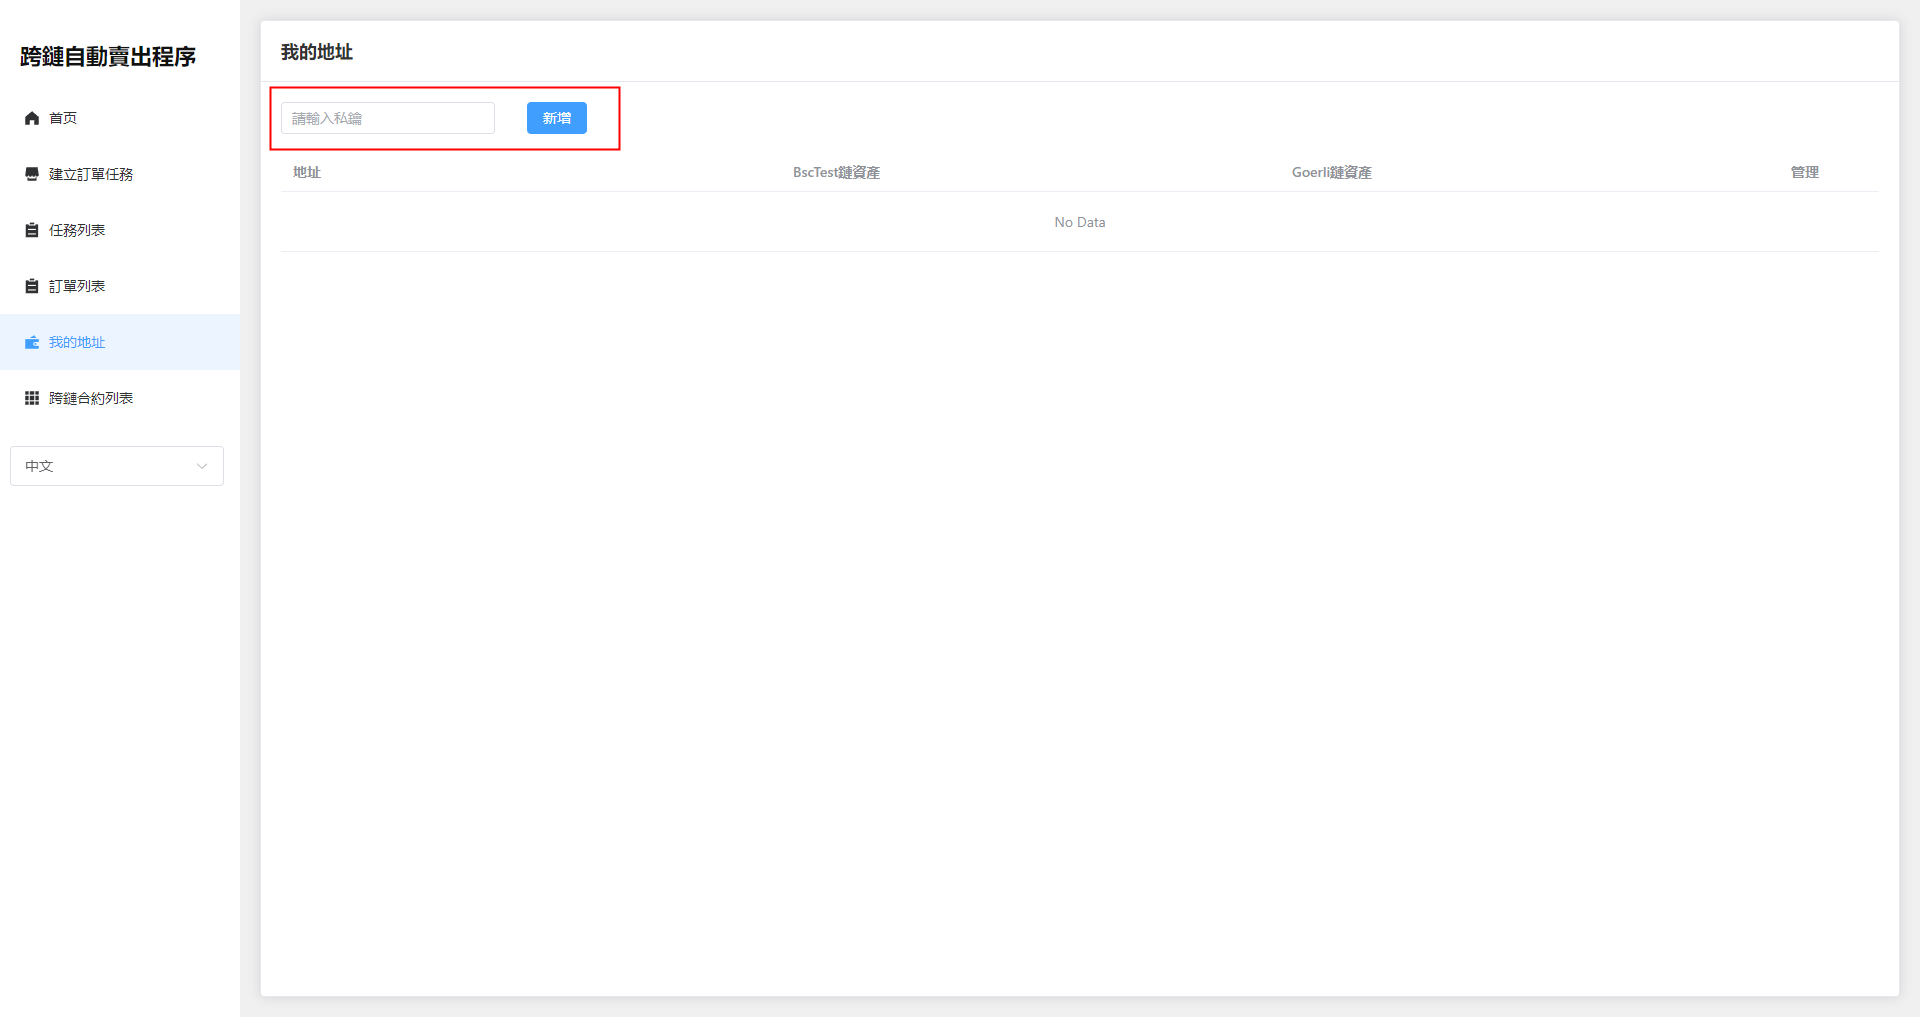 跨鏈自動賣出程序
首页
建立訂單任務
任務列表
訂單列表
我的地址
跨鏈合約列表
中文
我的地址
請輸入私鑰 新增
地址 BscTest鏈資產 Goerli鏈資產 管理
No Data